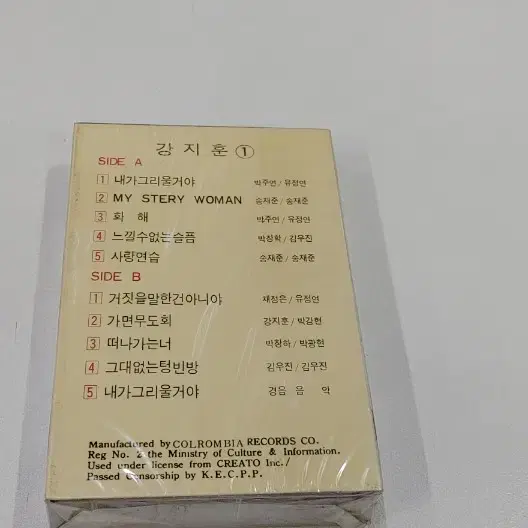 강지훈 ①
SIDE A
1 내가그리울거야 박주연/유정연
2 MY STERY WOMAN 송재준/송재준
3 화 해 박주연/유정연
4 느낄수없는슬픔 박창학/김우진
5 사랑연습 송재준/송재준
SIDE B
1 거짓을말한건아니야 채정은/유정연
2 가면무도회 강지훈/박강현
3 떠나가는너 박창하/박광현
4 그대없는텅빈방 김우진/김우진
5 내가그리울거야 경음 음 악
Manufactured by COLROMBIA RECORDS CO.
Reg No. 2 the Ministry of Culture & Information.
Used under license from CREATO Inc./
Passed Censorship by K.E.C.P.P.